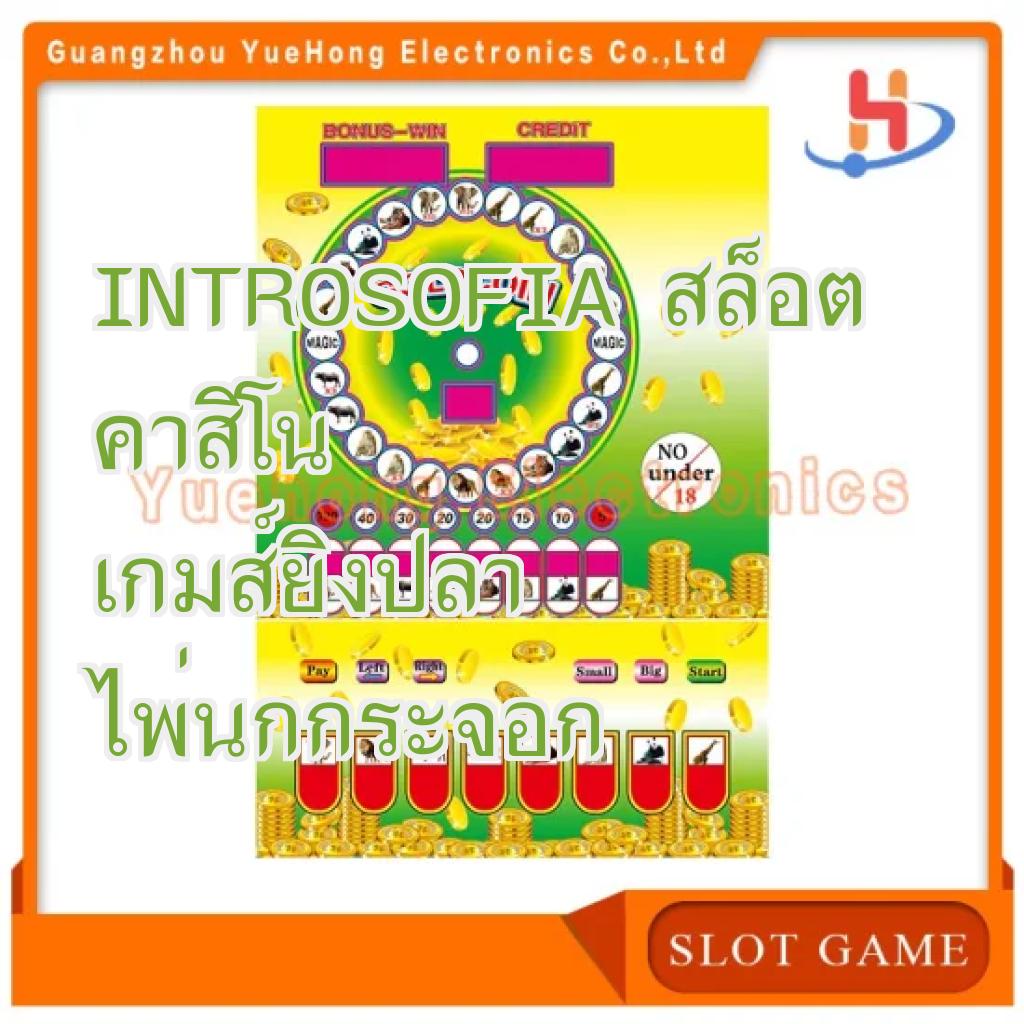 Guangzhou YueHong Electronics Co.,Ltd
BONUS-WIN CREDIT
INTROSOFIA สล็อต
MAGIC MAGIC
คาสิโน
NO
under
18
Yuehong Electronics
40 30 20 20 15 10 5
เกมส์ยิงปลา
Pay Left Right Small Big Start
ไพ่นกกระจอก
SLOT GAME